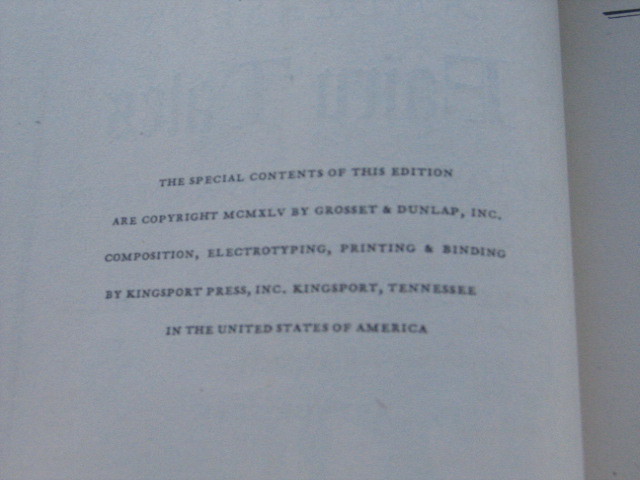 THE SPECIAL CONTENTS OF THIS EDITION
ARE COPYRIGHT MCMXLV BY GROSSET & DUNLAP, INC.
COMPOSITION, ELECTROTYPING, PRINTING & BINDING
BY KINGSPORT PRESS, INC. KINGSPORT, TENNESSEE
IN THE UNITED STATES OF AMERICA